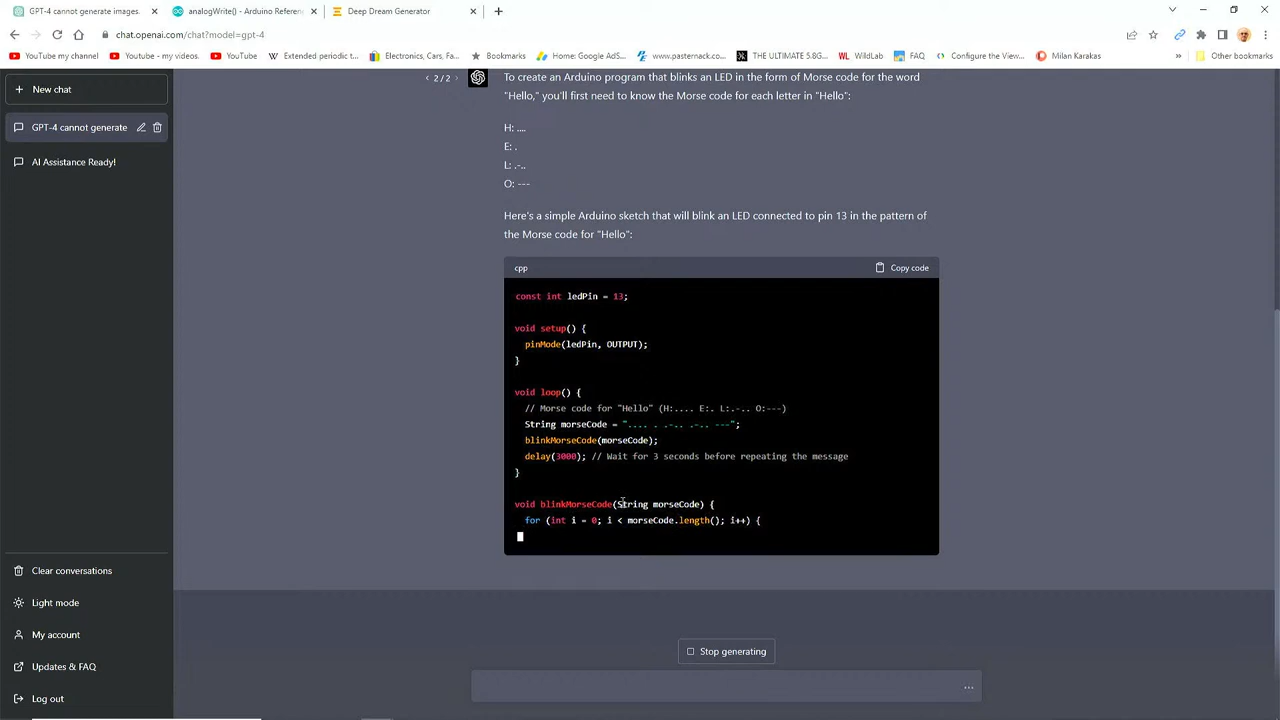 GPT-4 cannot generate images.
analogWrite() - Arduino Referen
Deep Dream Generator
chat.openai.com/chat?model=gpt-4
YouTube my channel
Youtube - my videos.
YouTube
Extended periodic t...
Electronics, Cars, Fa...
Bookmarks
Home: Google AdS...
www.pasternack.co...
THE ULTIMATE 5.8G...
WL WildLab
FAQ
Configure the View...
Milan Karakas
» Other bookmarks
+ New chat
GPT-4 cannot generate
AI Assistance Ready!
Clear conversations
Light mode
My account
Updates & FAQ
Log out
< 2/2 >
To create an Arduino program that blinks an LED in the form of Morse code for the word
"Hello," you'll first need to know the Morse code for each letter in "Hello":
H: ....
E: .
L: .-..
O: ---
Here's a simple Arduino sketch that will blink an LED connected to pin 13 in the pattern of
the Morse code for "Hello":
cpp
Copy code
const int ledPin = 13;
void setup() {
pinMode(ledPin, OUTPUT);
}
void loop() {
// Morse code for "Hello" (H:.... E:. L:.-.. O:---)
String morseCode = ".... . .-.. .-.. ---";
blinkMorseCode(morseCode);
delay(3000); // Wait for 3 seconds before repeating the message
}
void blinkMorseCode(String morseCode) {
for (int i = 0; i < morseCode.length(); i++) {
Stop generating
...